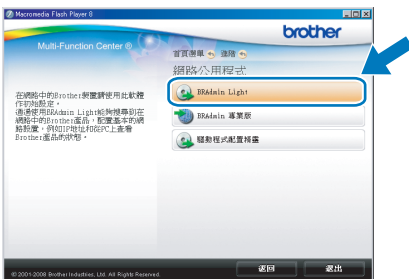 Macromedia Flash Player 8
brother
Multi-Function Center ®
首頁選單 進階
網路公用程式
BRAdmin Light
在網路中的Brother裝置請使用此軟體
作初始設定。
通過使用BRAdmin Light能夠搜尋到在
網路中的Brother產品,配置基本的網
路設置,例如IP地址和從PC上查看
Brother產品的狀態。
BRAdmin 專業版
驅動程式配置精靈
© 2001-2008 Brother Industries, Ltd. All Rights Reserved.
返回
退出